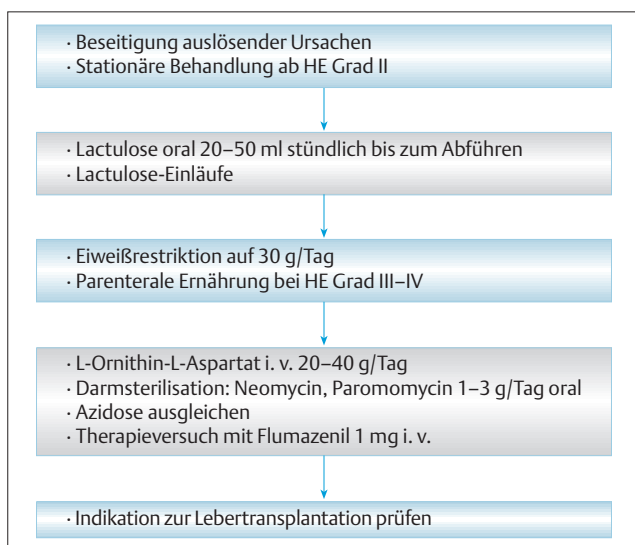 · Beseitigung auslösender Ursachen
· Stationäre Behandlung ab HE Grad II
· Lactulose oral 20–50 ml stündlich bis zum Abführen
· Lactulose-Einläufe
· Eiweißrestriktion auf 30 g/Tag
· Parenterale Ernährung bei HE Grad III–IV
· L-Ornithin-L-Aspartat i. v. 20–40 g/Tag
· Darmsterilisation: Neomycin, Paromomycin 1–3 g/Tag oral
· Azidose ausgleichen
· Therapieversuch mit Flumazenil 1 mg i. v.
· Indikation zur Lebertransplantation prüfen